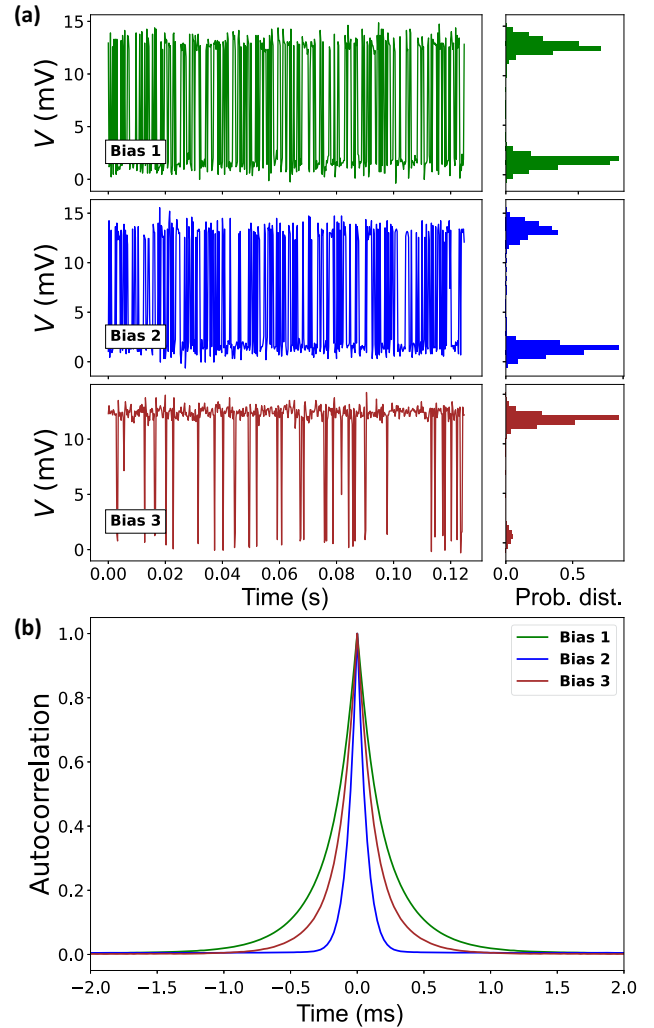 (a)
15
10
5
0
V (mV)
Bias 1
15
10
5
0
V (mV)
Bias 2
10
5
0
V (mV)
Bias 3
0.00 0.02 0.04 0.06 0.08 0.10 0.12
Time (s)
0.0 0.5
Prob. dist.
(b)
1.0
0.8
0.6
0.4
0.2
0.0
Autocorrelation
Bias 1
Bias 2
Bias 3
−2.0 −1.5 −1.0 −0.5 0.0 0.5 1.0 1.5 2.0
Time (ms)